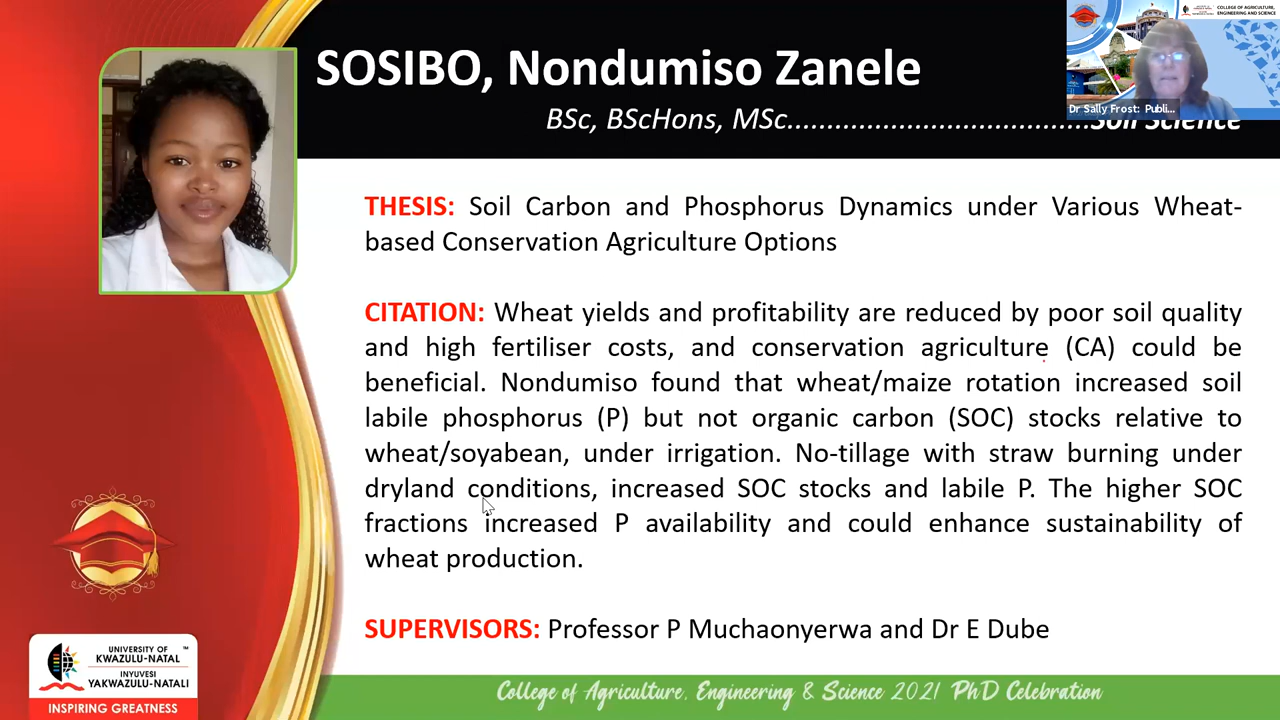 SOSIBO, Nondumiso Zanele
BSc, BScHons, MSc.....................................Soil Science
COLLEGE OF AGRICULTURE,
ENGINEERING AND SCIENCE
Dr Sally Frost: Publi...
THESIS: Soil Carbon and Phosphorus Dynamics under Various Wheat-
based Conservation Agriculture Options
CITATION: Wheat yields and profitability are reduced by poor soil quality
and high fertiliser costs, and conservation agriculture (CA) could be
beneficial. Nondumiso found that wheat/maize rotation increased soil
labile phosphorus (P) but not organic carbon (SOC) stocks relative to
wheat/soyabean, under irrigation. No-tillage with straw burning under
dryland conditions, increased SOC stocks and labile P. The higher SOC
fractions increased P availability and could enhance sustainability of
wheat production.
SUPERVISORS: Professor P Muchaonyerwa and Dr E Dube
UNIVERSITY OF ™
KWAZULU-NATAL
INYUVESI
YAKWAZULU-NATALI
INSPIRING GREATNESS
College of Agriculture, Engineering & Science 2021 PhD Celebration